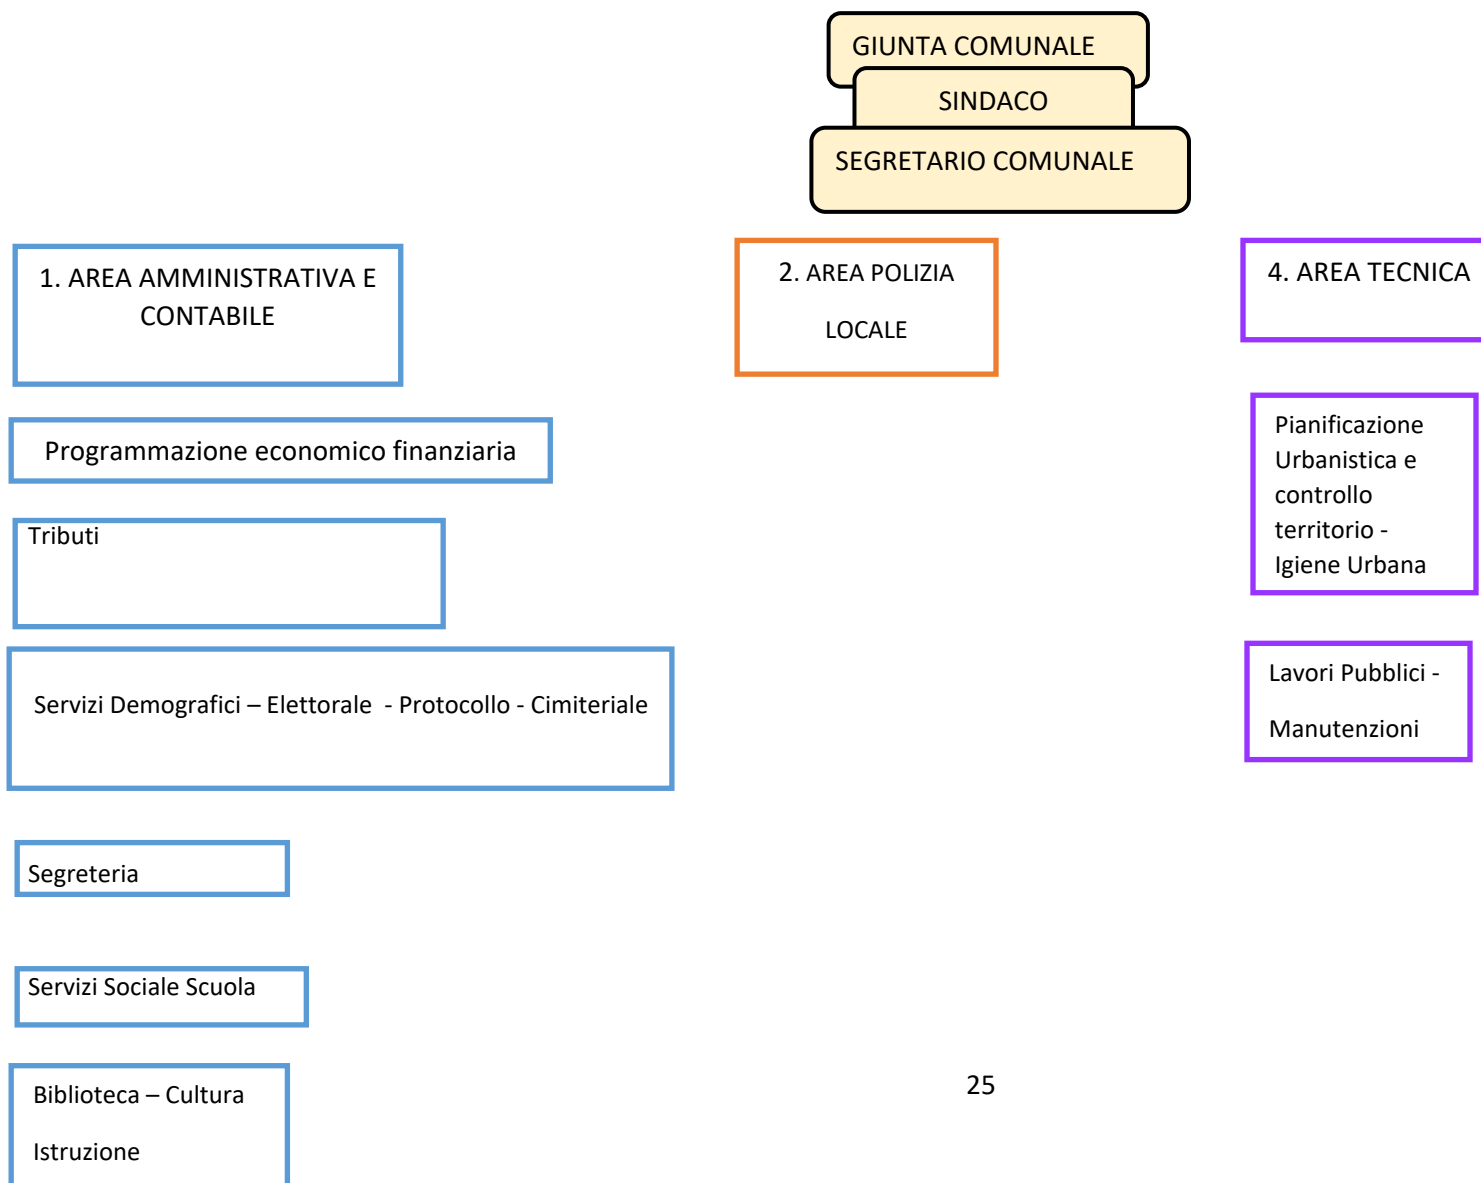 GIUNTA COMUNALE
SINDACO
SEGRETARIO COMUNALE
1. AREA AMMINISTRATIVA E
CONTABILE
2. AREA POLIZIA
LOCALE
4. AREA TECNICA
Programmazione economico finanziaria
Tributi
Servizi Demografici – Elettorale  - Protocollo - Cimiteriale
Segreteria
Servizi Sociale Scuola
Biblioteca – Cultura
Istruzione
Pianificazione
Urbanistica e
controllo
territorio -
Igiene Urbana
Lavori Pubblici -
Manutenzioni
25